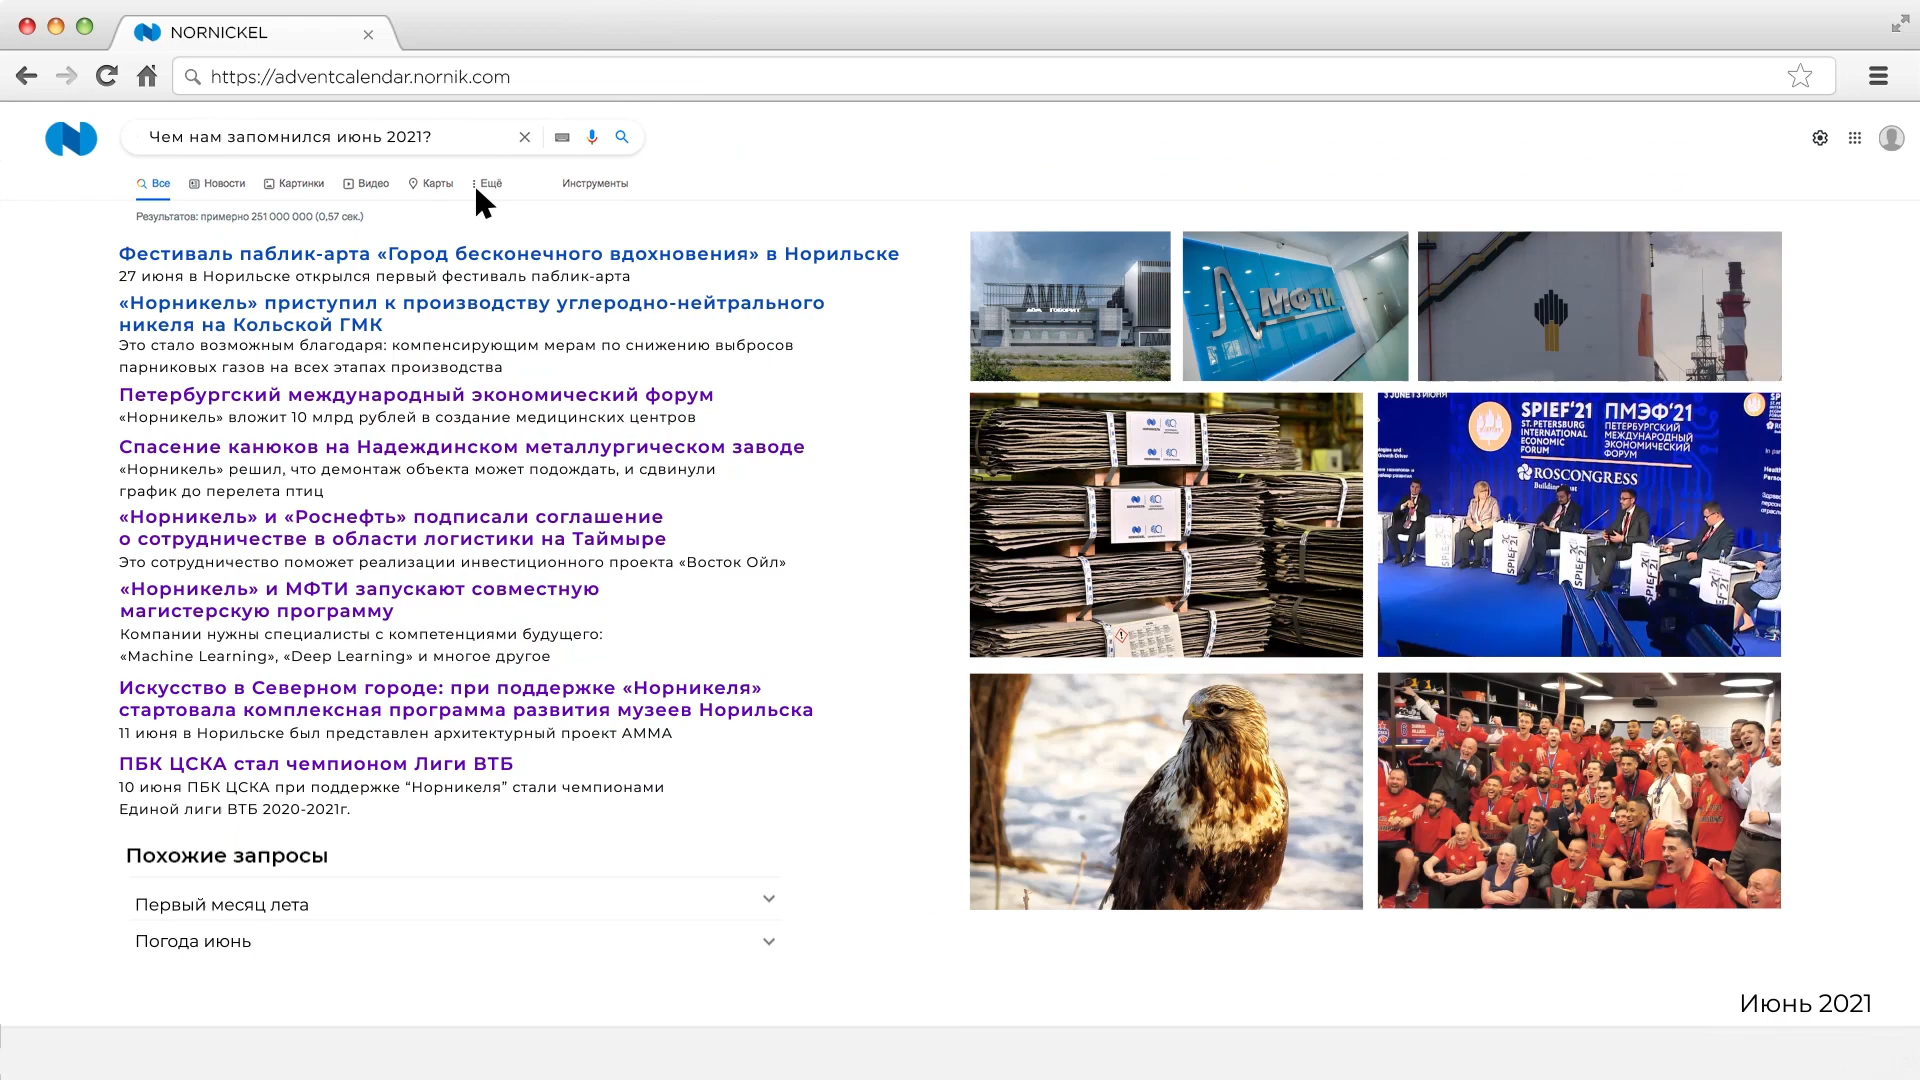 NORNICKEL
https://adventcalendar.nornik.com
Чем нам запомнился июнь 2021?
Все Новости Картинки Видео Карты Ещё Инструменты
Результатов: примерно 251 000 000 (0,57 сек.)
Фестиваль паблик-арта «Город бесконечного вдохновения» в Норильске
27 июня в Норильске открылся первый фестиваль паблик-арта
«Норникель» приступил к производству углеродно-нейтрального
никеля на Кольской ГМК
Это стало возможным благодаря: компенсирующим мерам по снижению выбросов
парниковых газов на всех этапах производства
Петербургский международный экономический форум
«Норникель» вложит 10 млрд рублей в создание медицинских центров
Спасение канюков на Надеждинском металлургическом заводе
«Норникель» решил, что демонтаж объекта может подождать, и сдвинули
график до перелета птиц
«Норникель» и «Роснефть» подписали соглашение
о сотрудничестве в области логистики на Таймыре
Это сотрудничество поможет реализации инвестиционного проекта «Восток Ойл»
«Норникель» и МФТИ запускают совместную
магистерскую программу
Компании нужны специалисты с компетенциями будущего:
«Machine Learning», «Deep Learning» и многое другое
Искусство в Северном городе: при поддержке «Норникеля»
стартовала комплексная программа развития музеев Норильска
11 июня в Норильске был представлен архитектурный проект АММА
ПБК ЦСКА стал чемпионом Лиги ВТБ
10 июня ПБК ЦСКА при поддержке “Норникеля” стали чемпионами
Единой лиги ВТБ 2020-2021г.
Похожие запросы
Первый месяц лета
Погода июнь
АММА
ДОМ ГОВОРИТ
АММА
МФТИ
3 JUNE | 3 ИЮНЯ
SPIEF'21
ST. PETERSBURG
INTERNATIONAL
ECONOMIC
FORUM
ПМЭФ'21
ПЕТЕРБУРГСКИЙ
МЕЖДУНАРОДНЫЙ
ЭКОНОМИЧЕСКИЙ
ФОРУМ
ROSCONGRESS
SPIEF'21
Июнь 2021